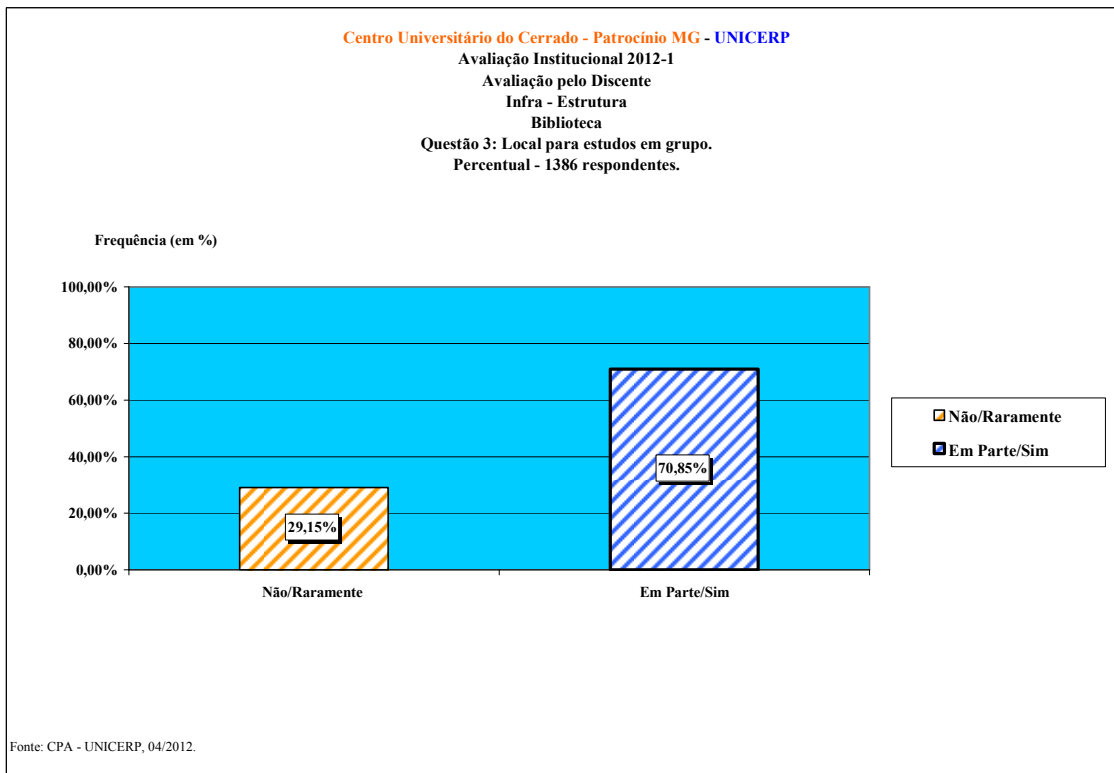 Centro Universitário do Cerrado - Patrocínio MG - UNICERP
Avaliação Institucional 2012-1
Avaliação pelo Discente
Infra - Estrutura
Biblioteca
Questão 3: Local para estudos em grupo.
Percentual - 1386 respondentes.
Frequência (em %)
100,00%
80,00%
60,00%
40,00%
20,00%
0,00%
29,15%
70,85%
Não/Raramente
Em Parte/Sim
Não/Raramente
Em Parte/Sim
Fonte: CPA - UNICERP, 04/2012.